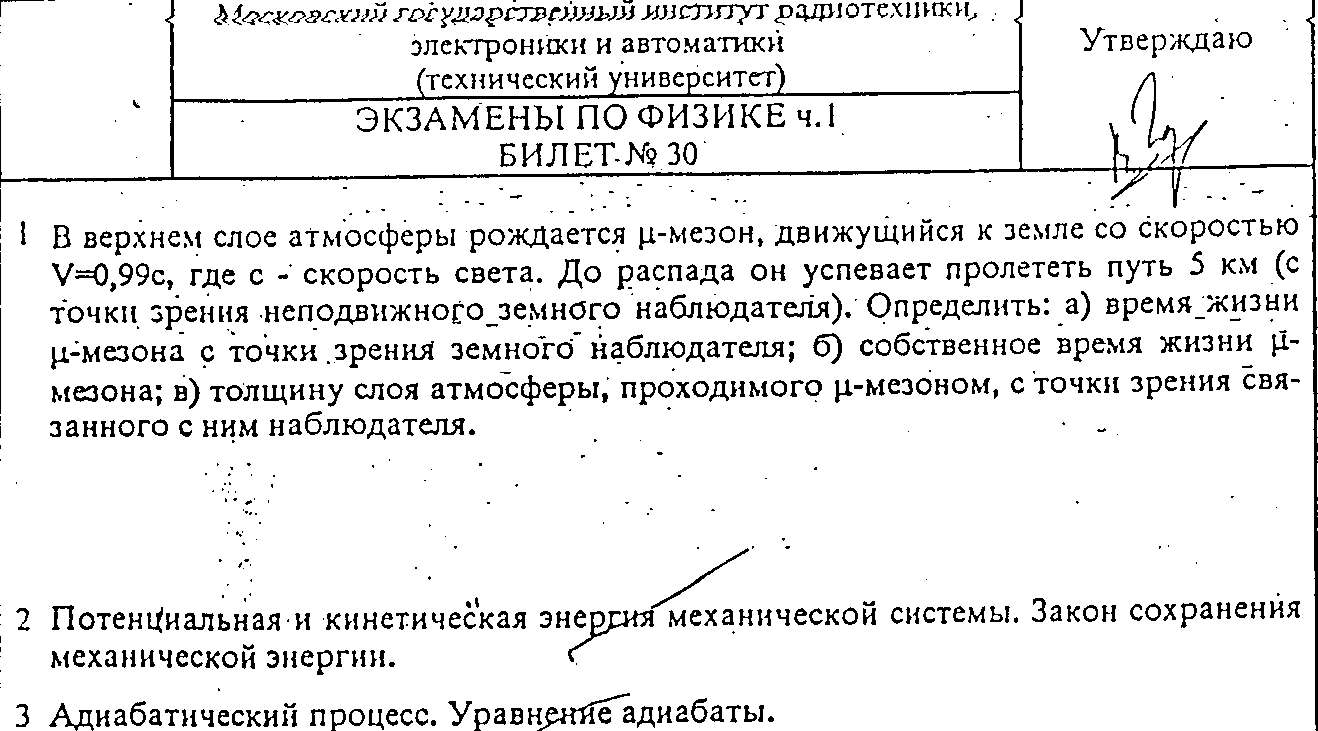 Московский государственный институт радиотехники,
электроники и автоматики
(технический университет)
Утверждаю
ЭКЗАМЕНЫ ПО ФИЗИКЕ ч.1
БИЛЕТ № 30
1 В верхнем слое атмосферы рождается μ-мезон, движущийся к земле со скоростью
V=0,99c, где c - скорость света. До распада он успевает пролететь путь 5 км (с
точки зрения неподвижного земного наблюдателя). Определить: а) время жизни
μ-мезона с точки зрения земного наблюдателя; б) собственное время жизни μ-
мезона; в) толщину слоя атмосферы, проходимого μ-мезоном, с точки зрения свя-
занного с ним наблюдателя.
2 Потенциальная и кинетическая энергия механической системы. Закон сохранения
механической энергии.
3 Адиабатический процесс. Уравнение адиабаты.